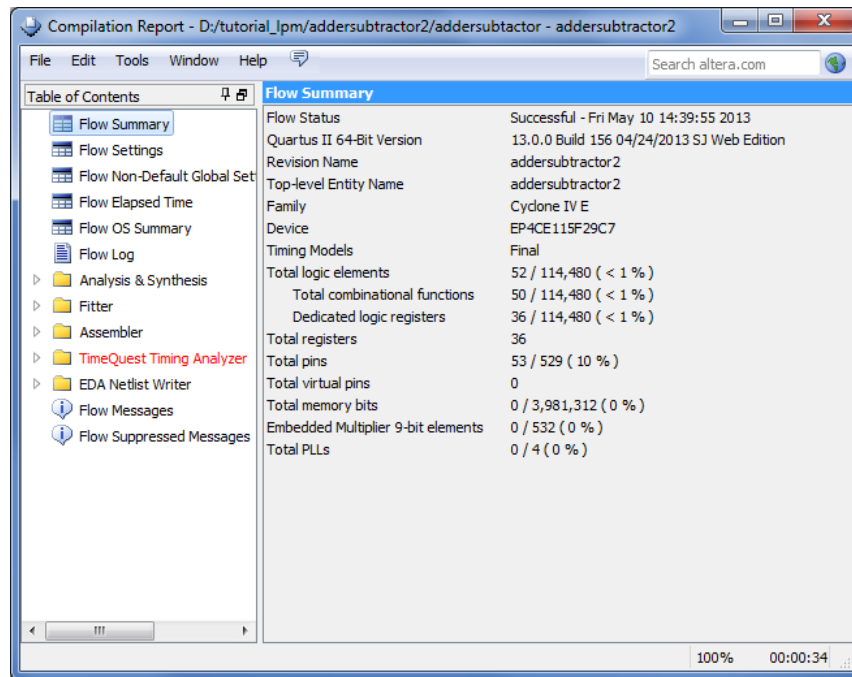 Compilation Report - D:/tutorial_lpm/addersubtractor2/addersubtactor - addersubtractor2
File Edit Tools Window Help
Search altera.com
Table of Contents
Flow Summary
Flow Settings
Flow Non-Default Global Set
Flow Elapsed Time
Flow OS Summary
Flow Log
Analysis & Synthesis
Fitter
Assembler
TimeQuest Timing Analyzer
EDA Netlist Writer
Flow Messages
Flow Suppressed Messages
Flow Summary
Flow Status Successful - Fri May 10 14:39:55 2013
Quartus II 64-Bit Version 13.0.0 Build 156 04/24/2013 SJ Web Edition
Revision Name addersubtractor2
Top-level Entity Name addersubtractor2
Family Cyclone IV E
Device EP4CE115F29C7
Timing Models Final
Total logic elements 52 / 114,480 ( < 1 % )
Total combinational functions 50 / 114,480 ( < 1 % )
Dedicated logic registers 36 / 114,480 ( < 1 % )
Total registers 36
Total pins 53 / 529 ( 10 % )
Total virtual pins 0
Total memory bits 0 / 3,981,312 ( 0 % )
Embedded Multiplier 9-bit elements 0 / 532 ( 0 % )
Total PLLs 0 / 4 ( 0 % )
100% 00:00:34